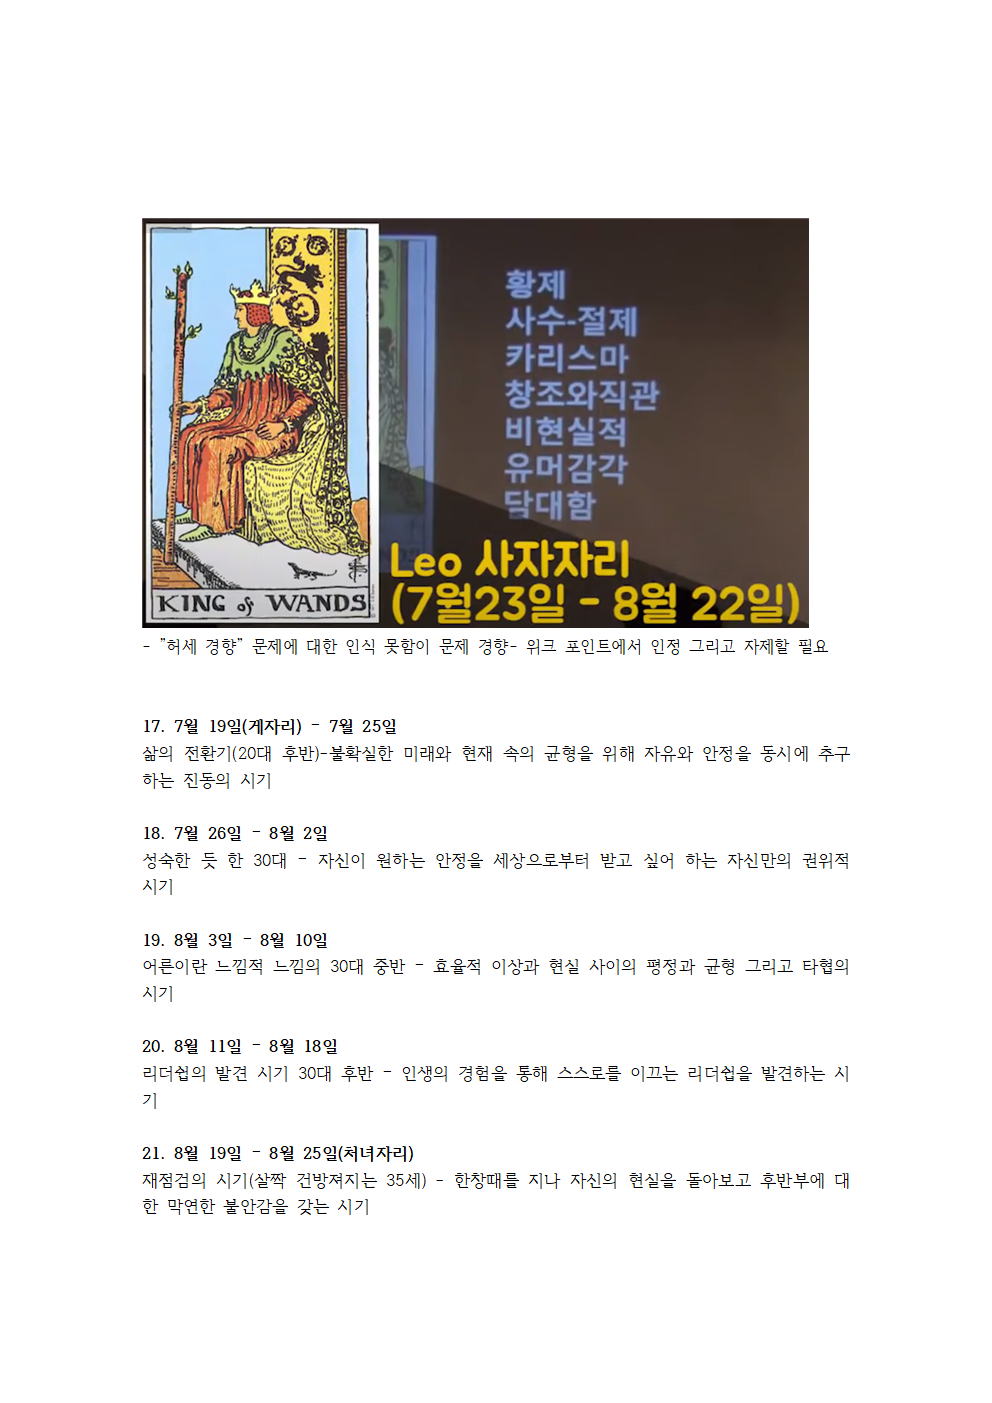 황제
사수-절제
카리스마
창조와직관
비현실적
유머감각
담대함
KING of WANDS
Leo 사자자리
(7월23일 - 8월 22일)
- "허세 경향" 문제에 대한 인식 못함이 문제 경향- 위크 포인트에서 인정 그리고 자제할 필요
17. 7월 19일(게자리) - 7월 25일
삶의 전환기(20대 후반)-불확실한 미래와 현재 속의 균형을 위해 자유와 안정을 동시에 추구
하는 진동의 시기
18. 7월 26일 - 8월 2일
성숙한 듯 한 30대 - 자신이 원하는 안정을 세상으로부터 받고 싶어 하는 자신만의 권위적
시기
19. 8월 3일 - 8월 10일
어른이란 느낌적 느낌의 30대 중반 - 효율적 이상과 현실 사이의 평정과 균형 그리고 타협의
시기
20. 8월 11일 - 8월 18일
리더쉽의 발견 시기 30대 후반 - 인생의 경험을 통해 스스로를 이끄는 리더쉽을 발견하는 시
기
21. 8월 19일 - 8월 25일(처녀자리)
재점검의 시기(살짝 건방져지는 35세) - 한창때를 지나 자신의 현실을 돌아보고 후반부에 대
한 막연한 불안감을 갖는 시기